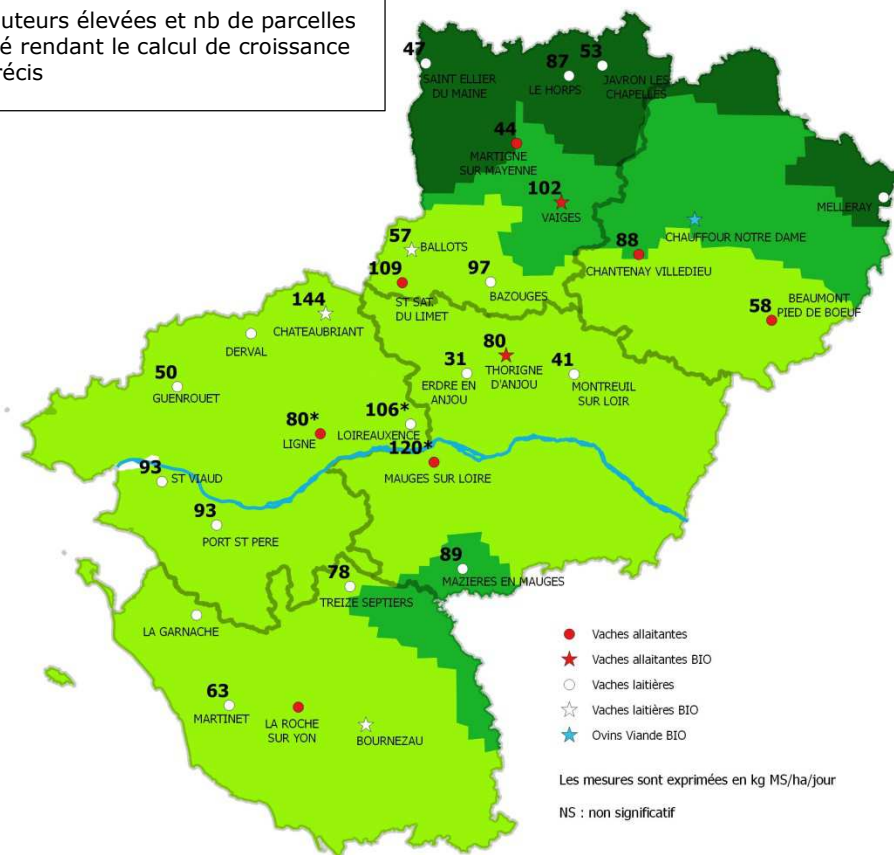 uteurs élevées et nb de parcelles
é rendant le calcul de croissance
récis
47
SAINT ELLIER
DU MAINE
87
LE HORPS
53
JAVRON LES
CHAPELLES
44
MARTIGNE
SUR MAYENNE
102
VAIGES
MELLERAY
CHAUFFOUR NOTRE DAME
57
BALLOTS
88
CHANTENAY VILLEDIEU
109
ST SAT.
DU LIMET
97
BAZOUGES
58
BEAUMONT
PIED DE BOEUF
144
CHATEAUBRIANT
DERVAL
80
THORIGNE
D'ANJOU
31
ERDRE EN
ANJOU
41
MONTREUIL
SUR LOIR
50
GUENROUET
80*
LIGNE
106*
LOIREAUXENCE
120*
MAUGES SUR LOIRE
93
ST VIAUD
93
PORT ST PERE
89
MAZIERES EN MAUGES
78
TREIZE SEPTIERS
LA GARNACHE
63
MARTINET
LA ROCHE
SUR YON
BOURNEZAU
Vaches allaitantes
Vaches allaitantes BIO
Vaches laitières
Vaches laitières BIO
Ovins Viande BIO
Les mesures sont exprimées en kg MS/ha/jour
NS : non significatif